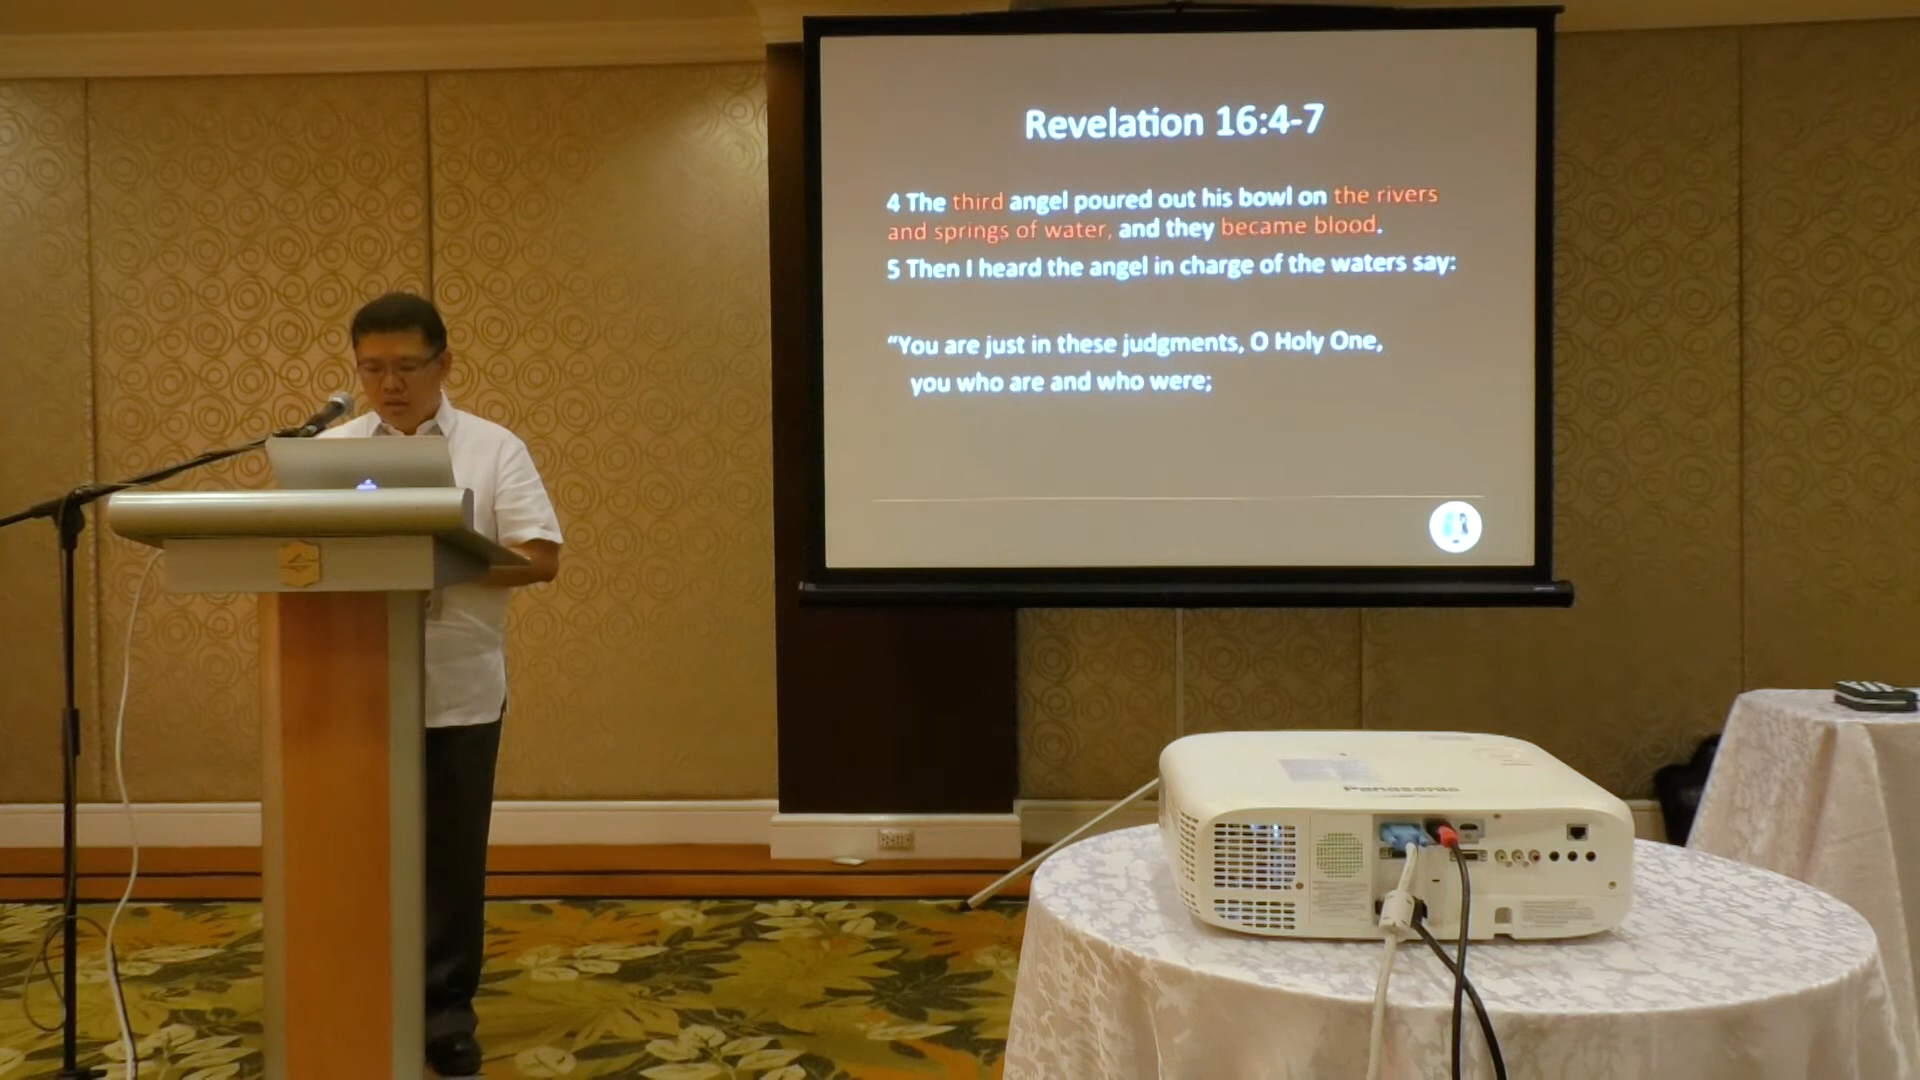 Revelation 16:4-7
4 The third angel poured out his bowl on the rivers
and springs of water, and they became blood.
5 Then I heard the angel in charge of the waters say:
“You are just in these judgments, O Holy One,
you who are and who were;
Panasonic